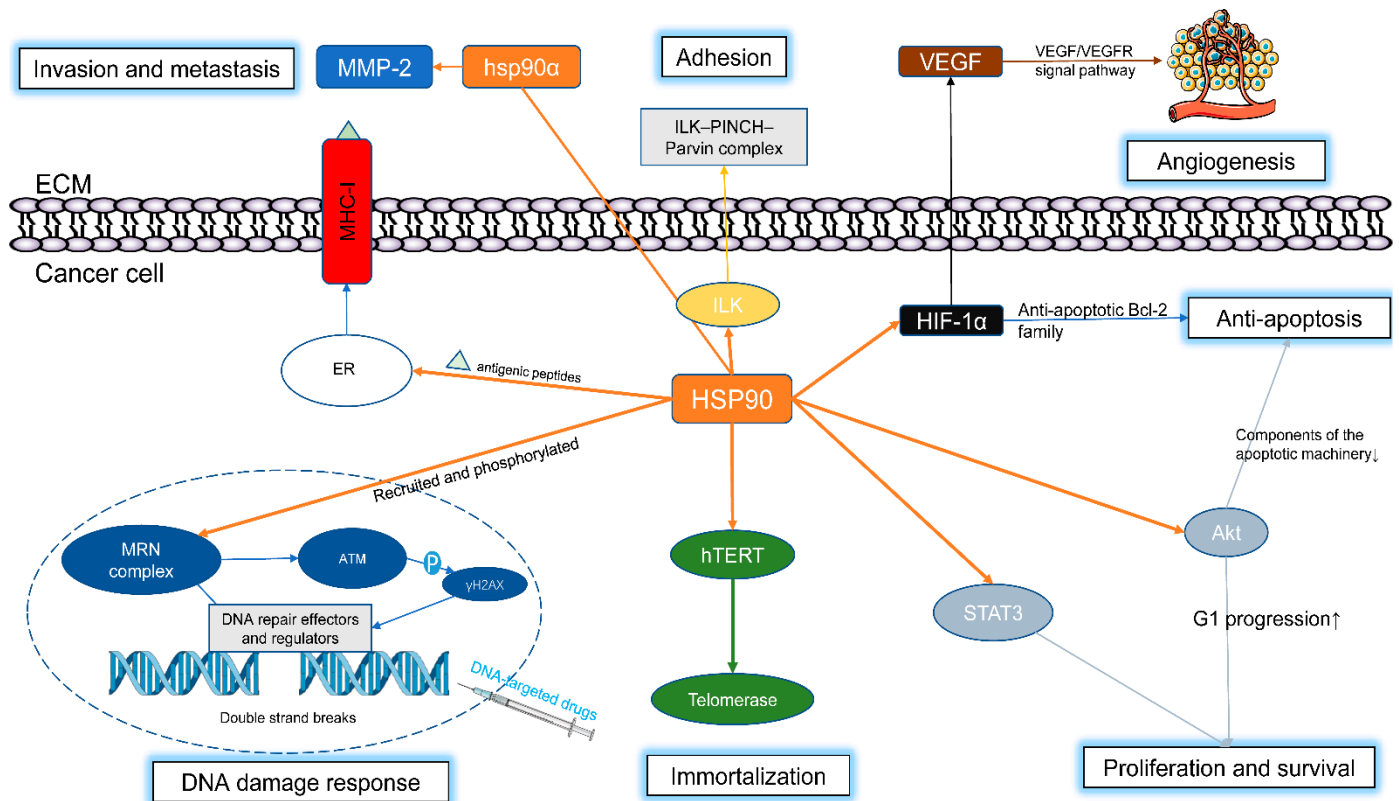 Invasion and metastasis
MMP-2
hsp90α
Adhesion
VEGF
VEGF/VEGFR
signal pathway
ILK–PINCH–
Parvin complex
Angiogenesis
ECM
MHC-I
Cancer cell
ILK
HIF-1α
Anti-apoptotic Bcl-2
family
Anti-apoptosis
ER
antigenic peptides
HSP90
Recruited and phosphorylated
Components of the
apoptotic machinery↓
MRN
complex
ATM
P
γH2AX
hTERT
Akt
DNA repair effectors
and regulators
STAT3
G1 progression↑
DNA-targeted drugs
Telomerase
Double strand breaks
DNA damage response
Immortalization
Proliferation and survival